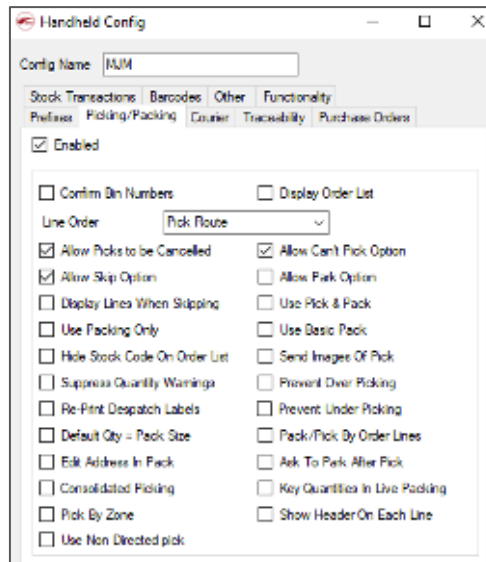 Handheld Config
Config Name MJM
Stock Transactions Barcodes Other Functionality
Prefixes Picking/Packing Courier Traceability Purchase Orders
Enabled
Confirm Bin Numbers Display Order List
Line Order Pick Route
Allow Picks to be Cancelled Allow Can't Pick Option
Allow Skip Option Allow Park Option
Display Lines When Skipping Use Pick & Pack
Use Packing Only Use Basic Pack
Hide Stock Code On Order List Send Images Of Pick
Suppress Quantity Warnings Prevent Over Picking
Re-Print Despatch Labels Prevent Under Picking
Default Qty = Pack Size Pack/Pick By Order Lines
Edit Address In Pack Ask To Park After Pick
Consolidated Picking Key Quantities In Live Packing
Pick By Zone Show Header On Each Line
Use Non Directed pick